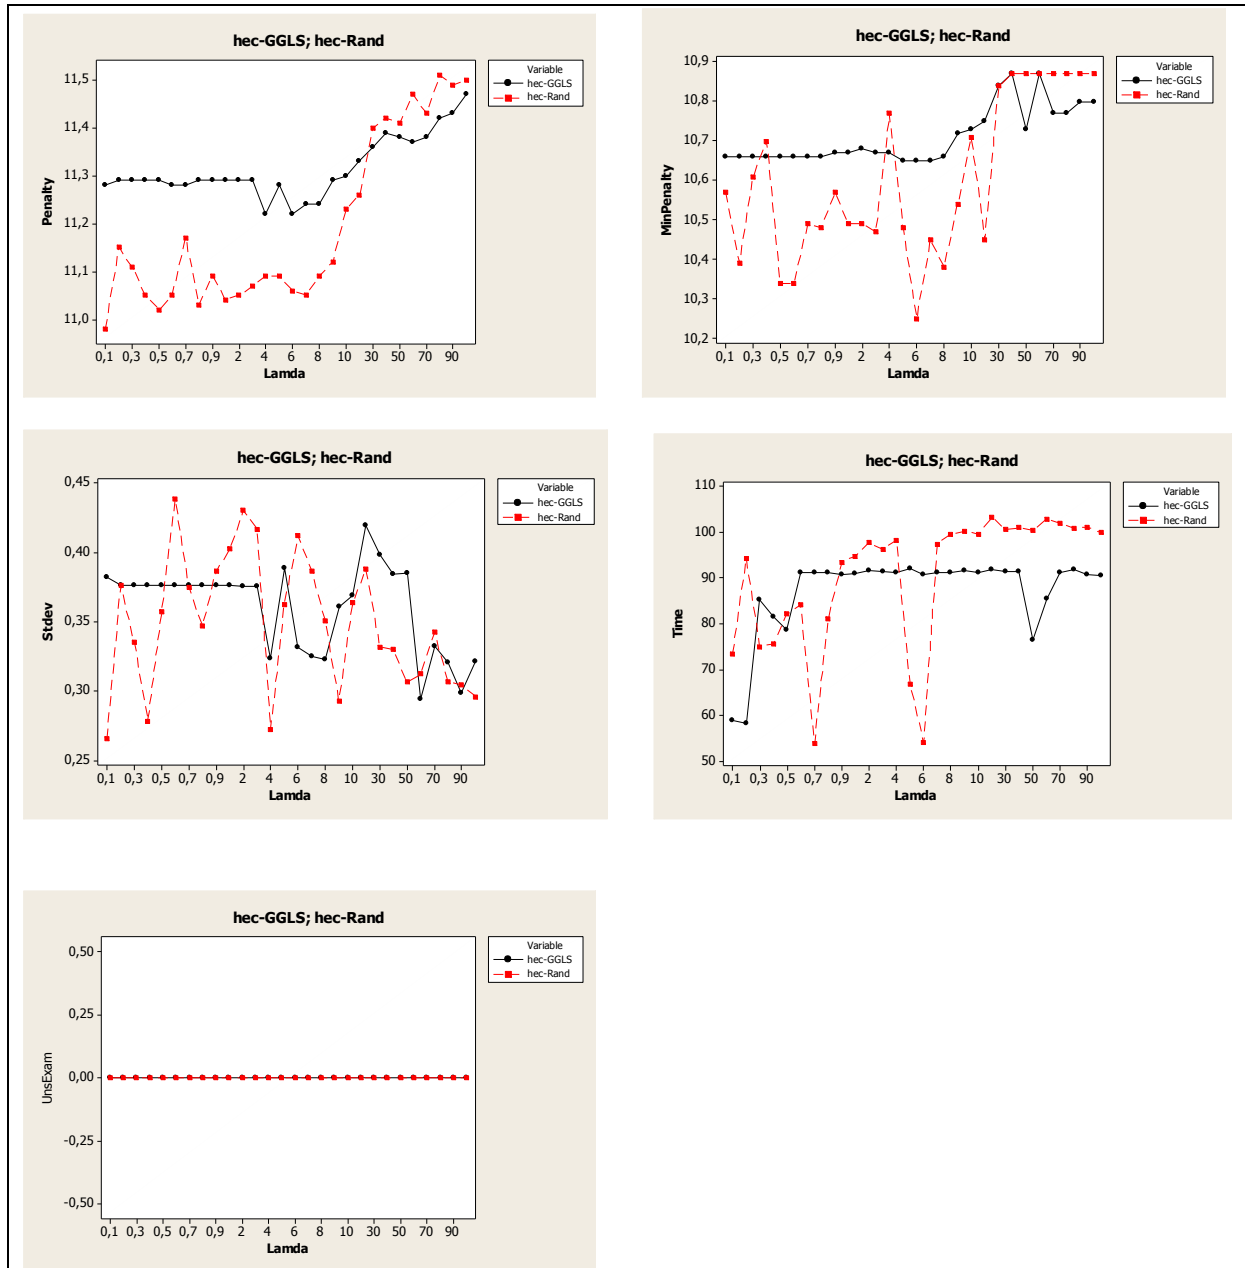 hec-GGLS; hec-Rand
Variable
hec-GGLS
hec-Rand
11,5
11,4
11,3
11,2
11,1
11,0
Penalty
0,1 0,3 0,5 0,7 0,9 2 4 6 8 10 30 50 70 90
Lamda
hec-GGLS; hec-Rand
Variable
hec-GGLS
hec-Rand
10,9
10,8
10,7
10,6
10,5
10,4
10,3
10,2
MinPenalty
0,1 0,3 0,5 0,7 0,9 2 4 6 8 10 30 50 70 90
Lamda
hec-GGLS; hec-Rand
Variable
hec-GGLS
hec-Rand
0,45
0,40
0,35
0,30
0,25
Stdev
0,1 0,3 0,5 0,7 0,9 2 4 6 8 10 30 50 70 90
Lamda
hec-GGLS; hec-Rand
Variable
hec-GGLS
hec-Rand
110
100
90
80
70
60
50
Time
0,1 0,3 0,5 0,7 0,9 2 4 6 8 10 30 50 70 90
Lamda
hec-GGLS; hec-Rand
Variable
hec-GGLS
hec-Rand
0,50
0,25
0,00
-0,25
-0,50
UnsExam
0,1 0,3 0,5 0,7 0,9 2 4 6 8 10 30 50 70 90
Lamda